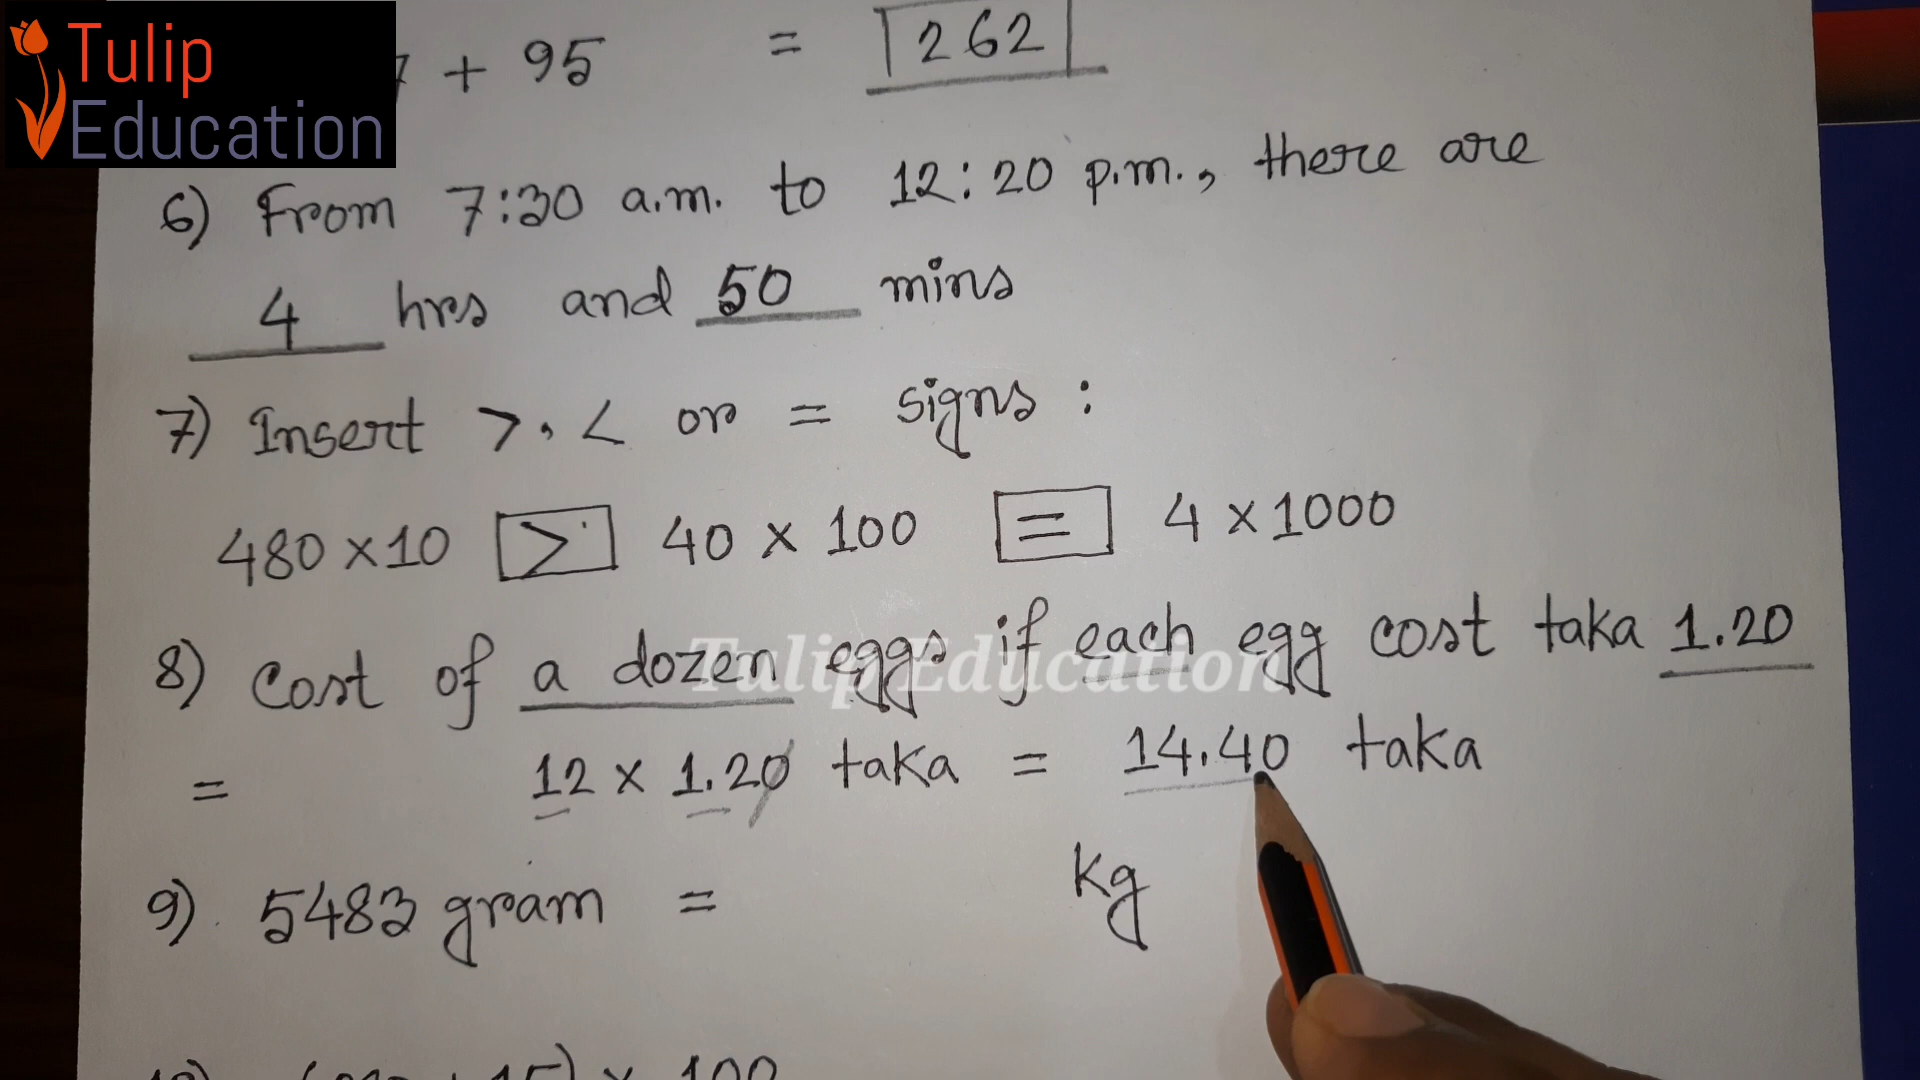 Tulip
Education
7 + 95 = 262
6) From 7:30 a.m. to 12:20 p.m., there are
4 hrs and 50 mins
7) Insert >, < or = signs :
480 x 10 > 40 x 100 = 4 x 1000
8) Cost of a dozen eggs if each egg cost taka 1.20
Tulip Education
= 12 x 1.20 taka = 14.40 taka
9) 5483 gram = kg
x 100